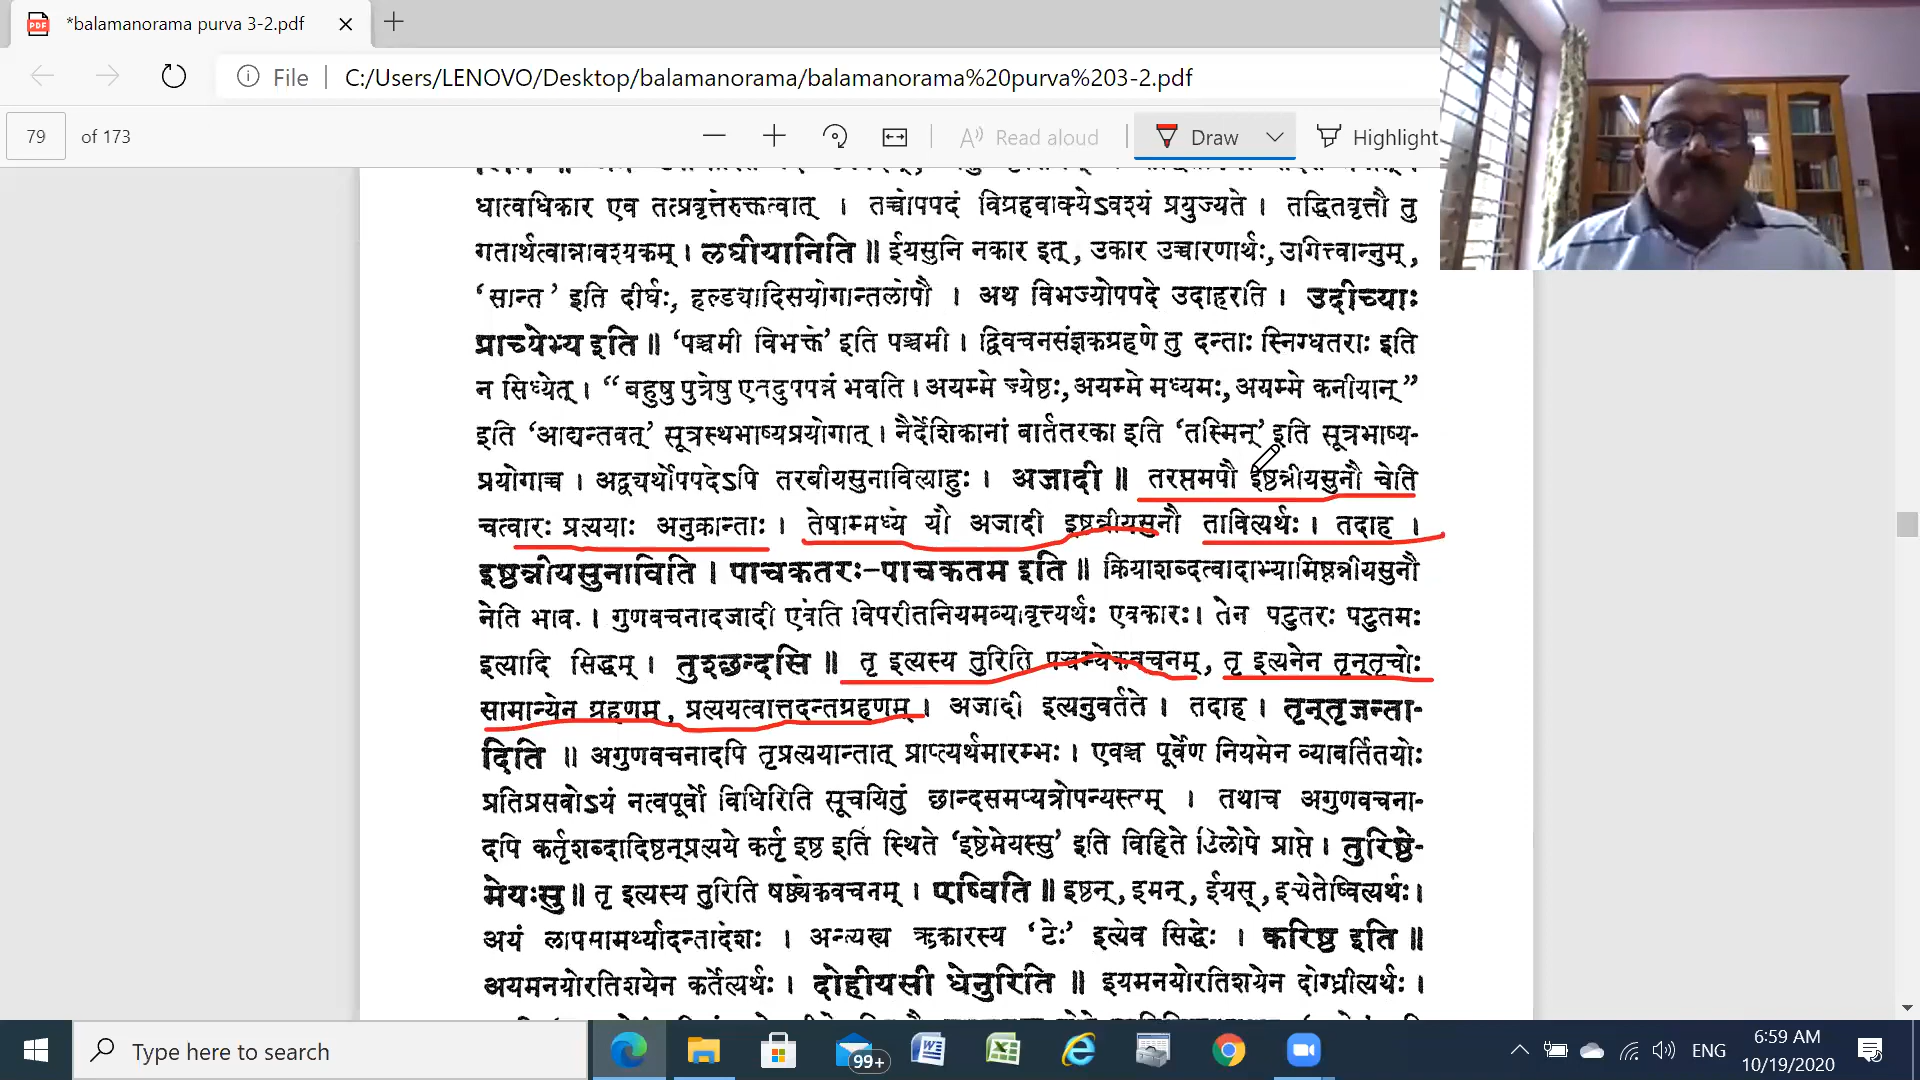 *balamanorama purva 3-2.pdf
File C:/Users/LENOVO/Desktop/balamanorama/balamanorama%20purva%203-2.pdf
79 of 173 Read aloud Draw Highlight
धात्वधिकार एव तत्प्रवृत्तेरुक्तत्वात् । तच्चोपपदं विग्रहवाक्येऽवश्यं प्रयुज्यते । तद्धितवृत्तौ तु
गतार्थत्वान्नावश्यकम् । लघीयानिति ॥ ईयसुनि नकार इत् , उकार उच्चारणार्थः, उगित्त्वान्नुम् ,
‘सान्त’ इति दीर्घः, हल्ङ्यादिसंयोगान्तलोपौ । अथ विभज्योपपदे उदाहरति । उदीच्याः
प्राच्येभ्य इति ॥ ‘पञ्चमी विभक्ते’ इति पञ्चमी । द्विवचनसंज्ञकग्रहणे तु दन्ताः स्निग्धतराः इति
न सिध्येत् । “बहुषु पुत्रेषु एतदुपपन्नं भवति । अयम्मे ज्येष्ठः, अयम्मे मध्यमः, अयम्मे कनीयान्”
इति ‘आद्यन्तवत्’ सूत्रस्थभाष्यप्रयोगात् । नैर्देशिकानां वार्ततरका इति ‘तस्मिन्’ इति सूत्रभाष्य-
प्रयोगाच्च । अद्व्यर्थोपपदेऽपि तरबीयसुनावित्याहुः । अजादी ॥ तरप्तमपौ इष्ठन्नीयसुनौ चेति
चत्वारः प्रत्ययाः अनुक्रान्ताः । तेषाम्मध्ये यौ अजादी इष्ठन्नीयसुनौ तावित्यर्थः । तदाह ।
इष्ठन्नीयसुनाविति । पाचकतरः-पाचकतम इति ॥ क्रियाशब्दत्वादाभ्यामिष्ठन्नीयसुनौ
नेति भावः । गुणवचनादजादी एवेति विपरीतनियमव्यावृत्त्यर्थः एवकारः । तेन पटुतरः पटुतमः
इत्यादि सिद्धम् । तुश्छन्दसि ॥ तृ इत्यस्य तुरिति पञ्चम्येकवचनम् , तृ इत्यनेन तृन्तृचोः
सामान्येन ग्रहणम् , प्रत्ययत्वात्तदन्तग्रहणम् । अजादी इत्यनुवर्तते । तदाह । तृन्तृजन्ता-
दिति ॥ अगुणवचनादपि तृप्रत्ययान्तात् प्राप्त्यर्थमारम्भः । एवञ्च पूर्वेण नियमेन व्यावर्तितयोः
प्रतिप्रसवोऽयं नत्वपूर्वो विधिरिति सूचयितुं छान्दसमप्यत्रोपन्यस्तम् । तथाच अगुणवचना-
दपि कर्तृशब्दादिष्ठन्प्रत्यये कर्तृ इष्ठ इति स्थिते ‘इष्ठेमेयस्सु’ इति विहिते टिलोपे प्राप्ते । तुरिष्ठे-
मेयःसु ॥ तृ इत्यस्य तुरिति षष्ठ्येकवचनम् । एष्विति ॥ इष्ठन् , इमन् , ईयस् , इत्येतेष्वित्यर्थः ।
अयं लोपसामर्थ्यादन्तादेशः । अन्त्यस्य ऋकारस्य ‘टेः’ इत्येव सिद्धेः । करिष्ठ इति ॥
अयमनयोरतिशयेन कर्तेत्यर्थः । दोहीयसी धेनुरिति ॥ इयमनयोरतिशयेन दोग्ध्रीत्यर्थः ।
Type here to search 99+ ENG 6:59 AM
10/19/2020